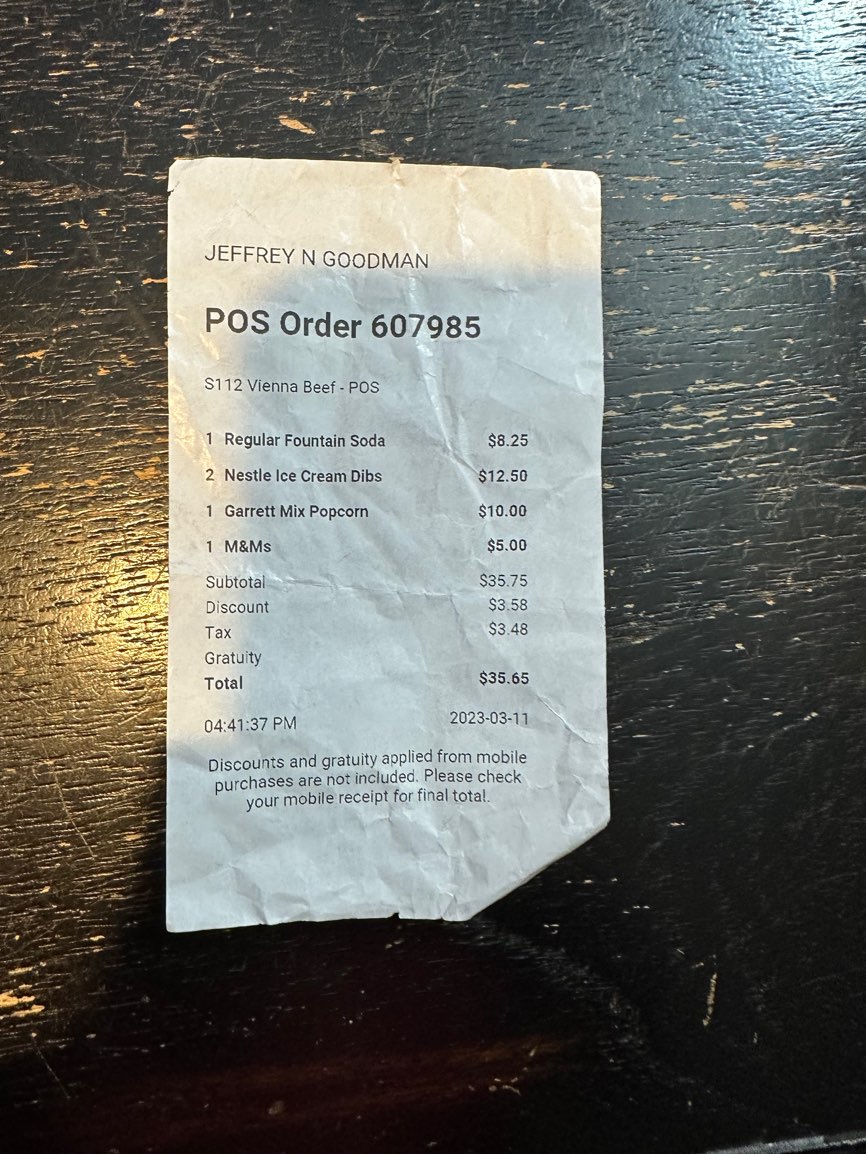 JEFFREY N GOODMAN
POS Order 607985
S112 Vienna Beef - POS
1 Regular Fountain Soda $8.25
2 Nestle Ice Cream Dibs $12.50
1 Garrett Mix Popcorn $10.00
1 M&Ms $5.00
Subtotal $35.75
Discount $3.58
Tax $3.48
Gratuity
Total $35.65
04:41:37 PM 2023-03-11
Discounts and gratuity applied from mobile
purchases are not included. Please check
your mobile receipt for final total.